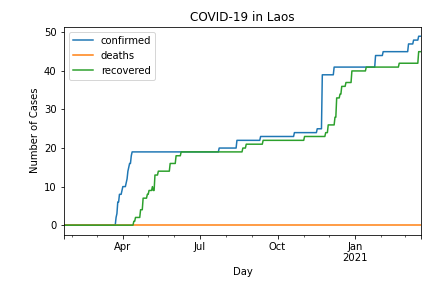 COVID-19 in Laos
confirmed
deaths
recovered
Number of Cases
50
40
30
20
10
0
Apr
Jul
Oct
Jan
2021
Day